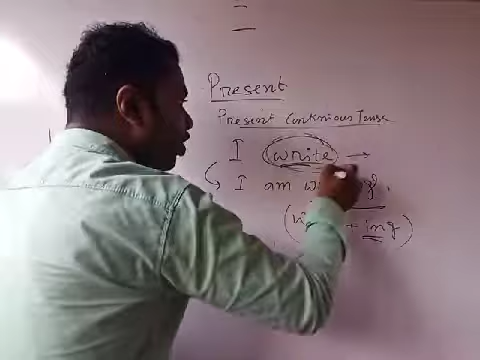 Present
Present Continuous Tense
I write →
I am
+ ing)